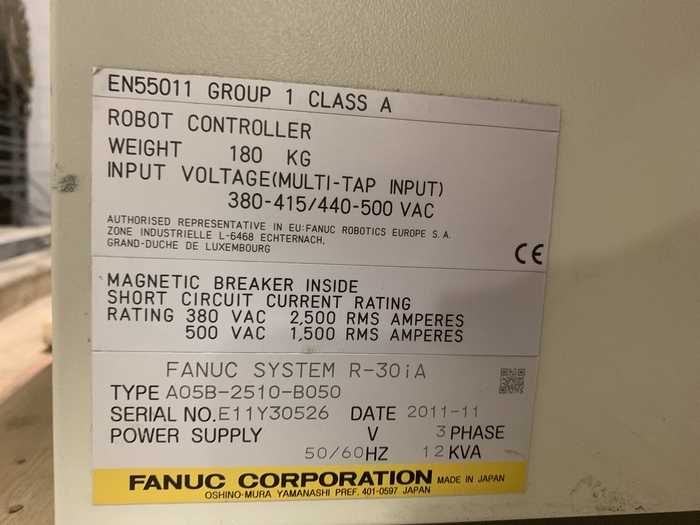 EN55011 GROUP 1 CLASS A
ROBOT CONTROLLER
WEIGHT 180 KG
INPUT VOLTAGE(MULTI-TAP INPUT)
380-415/440-500 VAC
AUTHORISED REPRESENTATIVE IN EU:FANUC ROBOTICS EUROPE S.A.
ZONE INDUSTRIELLE L-6468 ECHTERNACH,
GRAND-DUCHE DE LUXEMBOURG
CE
MAGNETIC BREAKER INSIDE
SHORT CIRCUIT CURRENT RATING
RATING 380 VAC 2,500 RMS AMPERES
500 VAC 1,500 RMS AMPERES
FANUC SYSTEM R-30iA
TYPE A05B-2510-B050
SERIAL NO.E11Y30526 DATE 2011-11
POWER SUPPLY V 3 PHASE
50/60HZ 12 KVA
FANUC CORPORATION MADE IN JAPAN
OSHINO-MURA YAMANASHI PREF. 401-0597 JAPAN